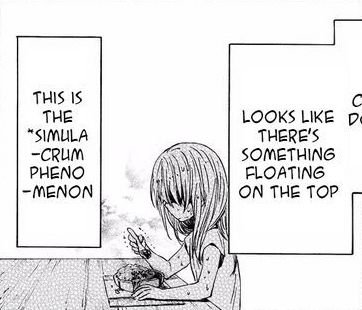 LOOKS LIKE
THERE'S
SOMETHING
FLOATING
ON THE TOP
THIS IS
THE
*SIMULA
-CRUM
PHENO
-MENON